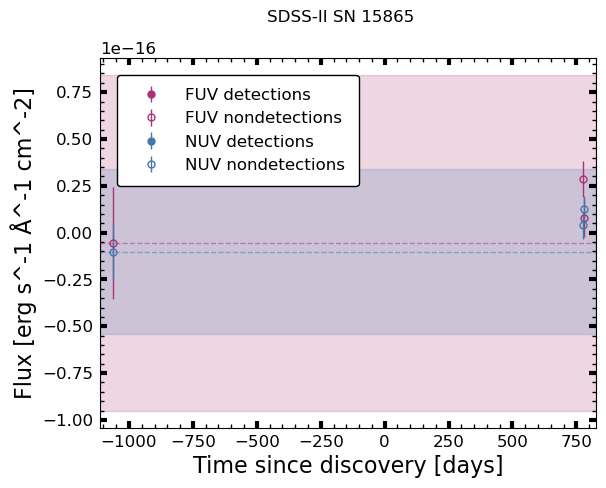 SDSS-II SN 15865
1e−16
FUV detections
FUV nondetections
NUV detections
NUV nondetections
0.75
0.50
0.25
0.00
−0.25
−0.50
−0.75
−1.00
Flux [erg s^-1 Å^-1 cm^-2]
−1000 −750 −500 −250 0 250 500 750
Time since discovery [days]